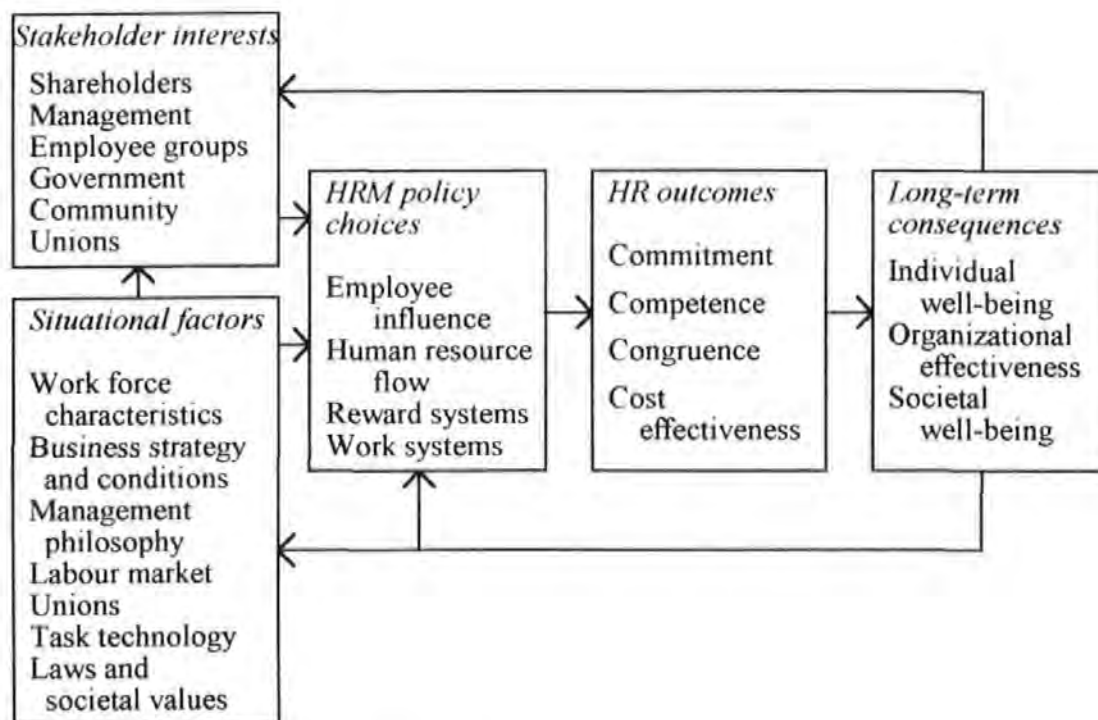 Stakeholder interests
Shareholders
Management
Employee groups
Government
Community
Unions
Situational factors
Work force
characteristics
Business strategy
and conditions
Management
philosophy
Labour market
Unions
Task technology
Laws and
societal values
HRM policy
choices
Employee
influence
Human resource
flow
Reward systems
Work systems
HR outcomes
Commitment
Competence
Congruence
Cost
effectiveness
Long-term
consequences
Individual
well-being
Organizational
effectiveness
Societal
well-being